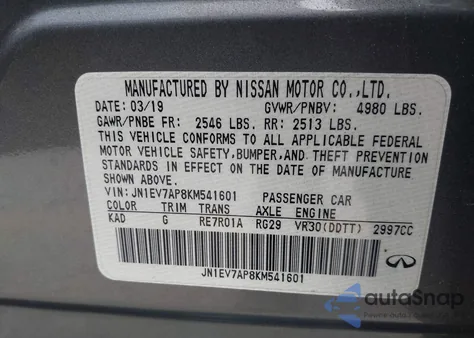 MANUFACTURED BY NISSAN MOTOR CO.,LTD.
DATE: 03/19 GVWR/PNBV: 4980 LBS.
GAWR/PNBE FR: 2546 LBS. RR: 2513 LBS.
THIS VEHICLE CONFORMS TO ALL APPLICABLE FEDERAL
MOTOR VEHICLE SAFETY,BUMPER,AND THEFT PREVENTION
STANDARDS IN EFFECT ON THE DATE OF MANUFACTURE
SHOWN ABOVE.
VIN: JN1EV7AP8KM541601 PASSENGER CAR
COLOR TRIM TRANS AXLE ENGINE
KAD G RE7R01A RG29 VR30(DDTT) 2997CC
JN1EV7AP8KM541601
autoSnap